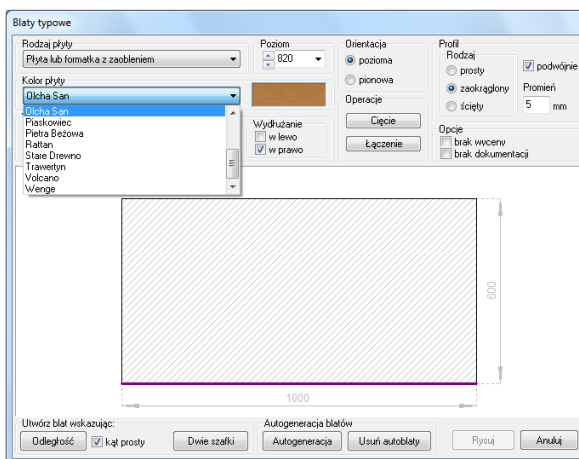 Blaty typowe
Rodzaj płyty
Płyta lub formatka z zaobleniem
Poziom
820
Orientacja
pozioma
pionowa
Profil
Rodzaj
prosty
zaokrąglony
ścięty
podwójnie
Promień
5 mm
Kolor płyty
Olcha San
Olcha San
Piaskowiec
Pietra Beżowa
Rattan
Stare Drewno
Trawertyn
Volcano
Wenge
Wydłużanie
w lewo
w prawo
Operacje
Cięcie
Łączenie
Opcje
brak wyceny
brak dokumentacji
600
1000
Utwórz blat wskazując:
Odległość
kąt prosty
Dwie szafki
Autogeneracja blatów
Autogeneracja
Usuń autoblaty
Rysuj
Anuluj